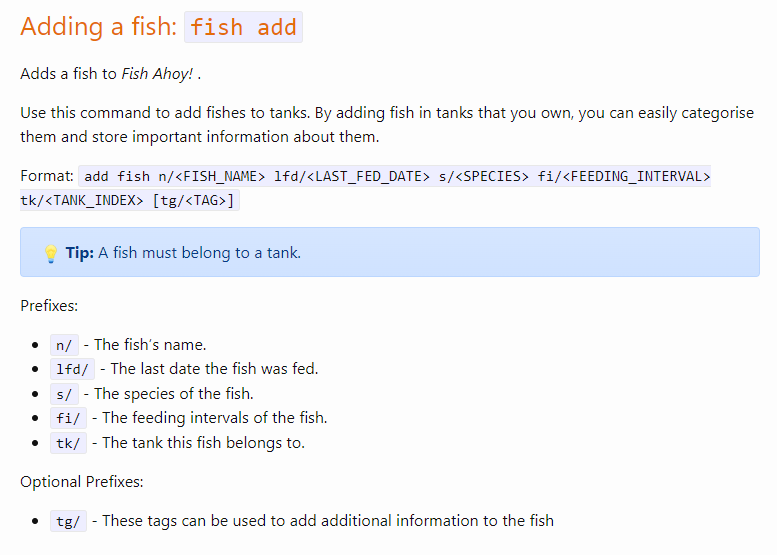 Adding a fish: fish add
Adds a fish to Fish Ahoy! .
Use this command to add fishes to tanks. By adding fish in tanks that you own, you can easily categorise
them and store important information about them.
Format: add fish n/<FISH_NAME> lfd/<LAST_FED_DATE> s/<SPECIES> fi/<FEEDING_INTERVAL>
tk/<TANK_INDEX> [tg/<TAG>]
💡 Tip: A fish must belong to a tank.
Prefixes:
• n/ - The fish's name.
• lfd/ - The last date the fish was fed.
• s/ - The species of the fish.
• fi/ - The feeding intervals of the fish.
• tk/ - The tank this fish belongs to.
Optional Prefixes:
• tg/ - These tags can be used to add additional information to the fish